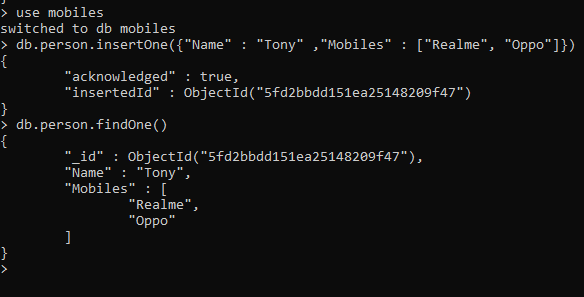 }
> use mobiles
switched to db mobiles
> db.person.insertOne({"Name" : "Tony" ,"Mobiles" : ["Realme", "Oppo"]})
{
        "acknowledged" : true,
        "insertedId" : ObjectId("5fd2bbdd151ea25148209f47")
}
> db.person.findOne()
{
        "_id" : ObjectId("5fd2bbdd151ea25148209f47"),
        "Name" : "Tony",
        "Mobiles" : [
                "Realme",
                "Oppo"
        ]
}
>